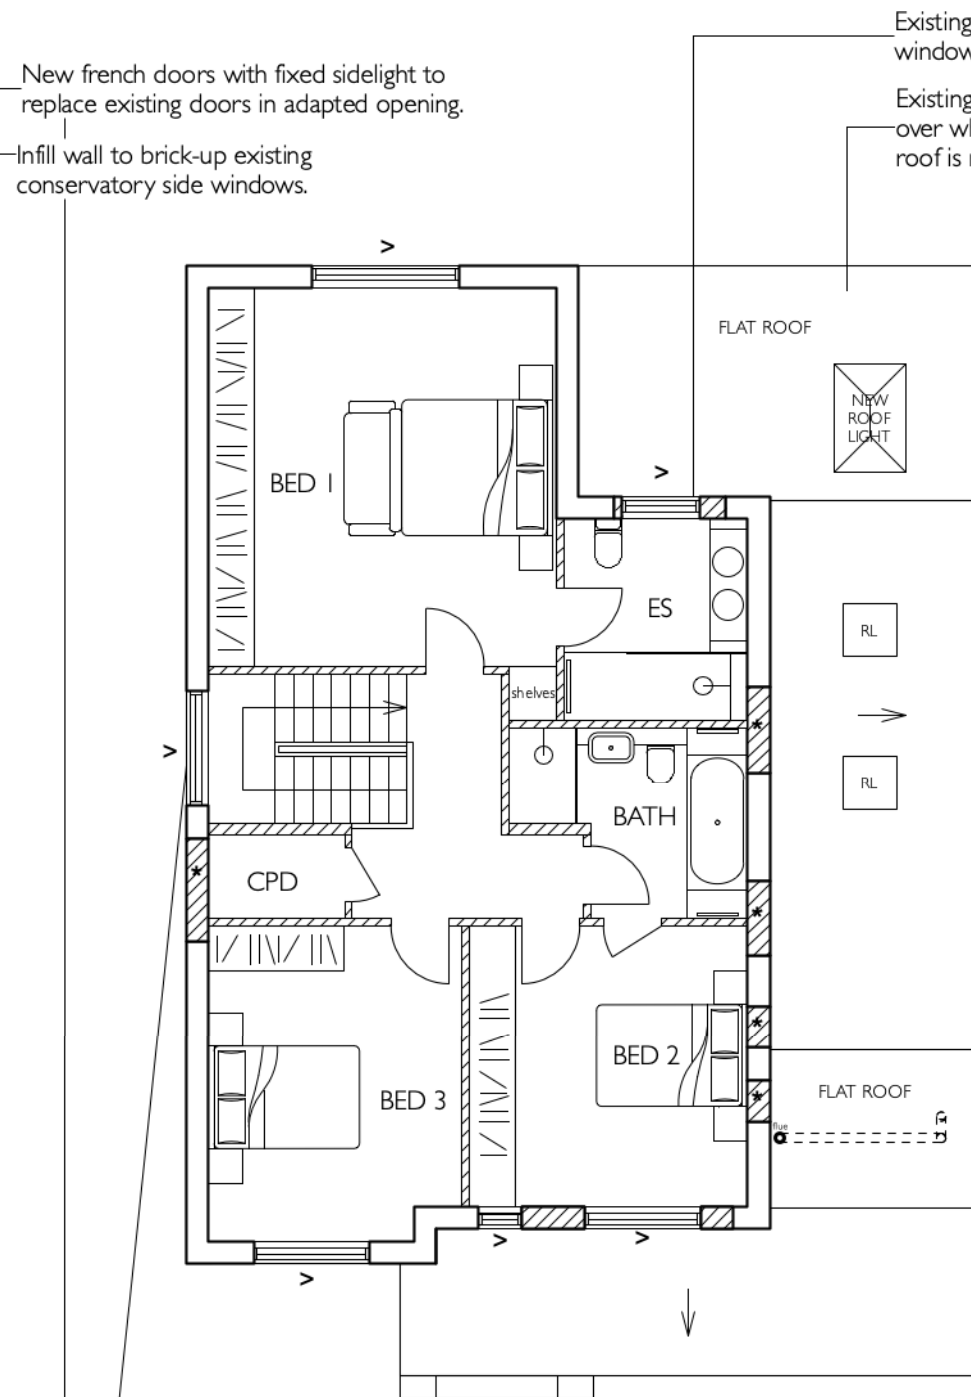 Existing
window
New french doors with fixed sidelight to
replace existing doors in adapted opening.
Existing
over wh
roof is
Infill wall to brick-up existing
conservatory side windows.
>
FLAT ROOF
NEW
ROOF
LIGHT
BED 1
>
ES
RL
shelves
*
>
RL
BATH
*
CPD
*
*
BED 2
BED 3
*
FLAT ROOF
flue
>
>
>